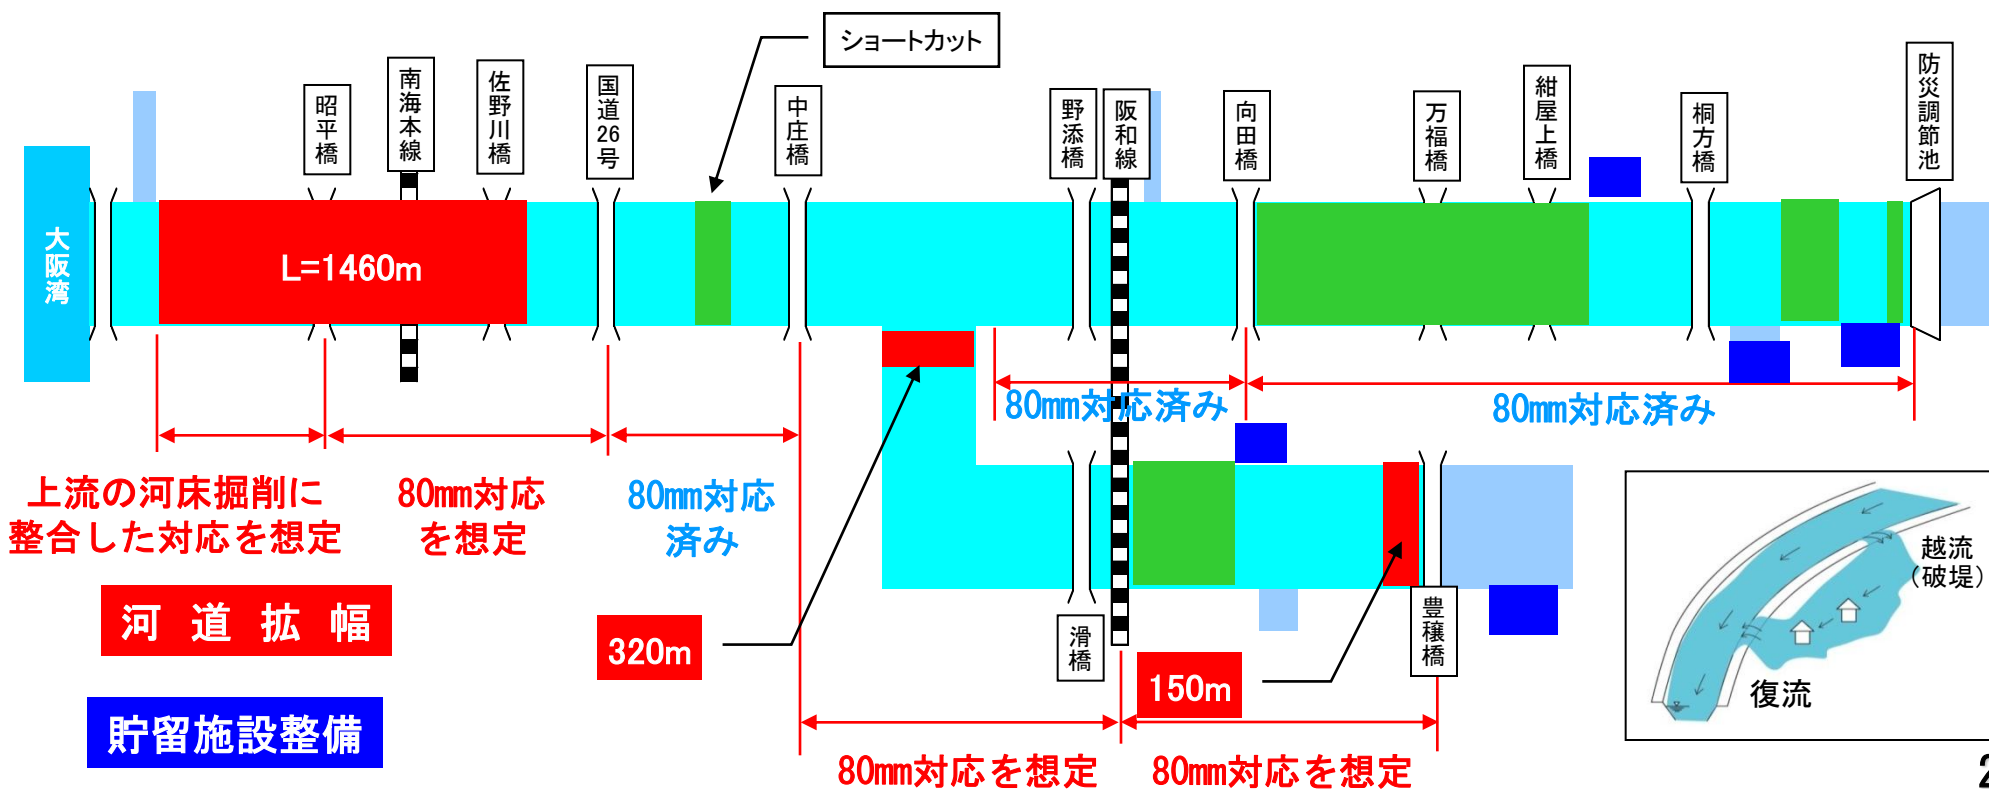 ショートカット
昭平橋
南海本線
佐野川橋
国道26号
中庄橋
野添橋
阪和線
向田橋
万福橋
紺屋上橋
桐方橋
防災調節池
大阪湾
L=1460m
80mm対応済み
80mm対応済み
上流の河床掘削に
整合した対応を想定
80mm対応
を想定
80mm対応
済み
河道拡幅
貯留施設整備
320m
滑橋
150m
豊穣橋
80mm対応を想定
80mm対応を想定
越流
(破堤)
復流